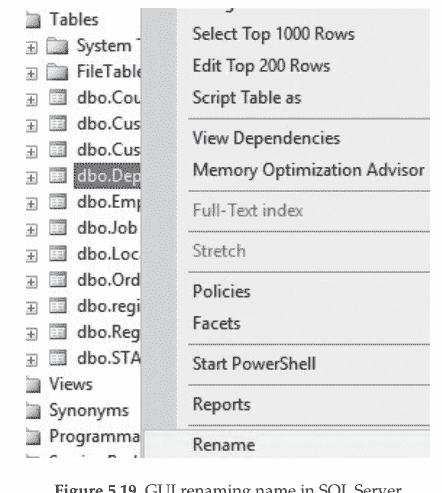 Tables
System
FileTable
dbo.Cou
dbo.Cus
dbo.Cus
dbo.Dep
dbo.Emp
dbo.Job
dbo.Loc
dbo.Ord
dbo.regi
dbo.Reg
dbo.STA
Views
Synonyms
Programma
Select Top 1000 Rows
Edit Top 200 Rows
Script Table as
View Dependencies
Memory Optimization Advisor
Full-Text index
Stretch
Policies
Facets
Start PowerShell
Reports
Rename
Figure 5.19 GUI renaming name in SQL Server